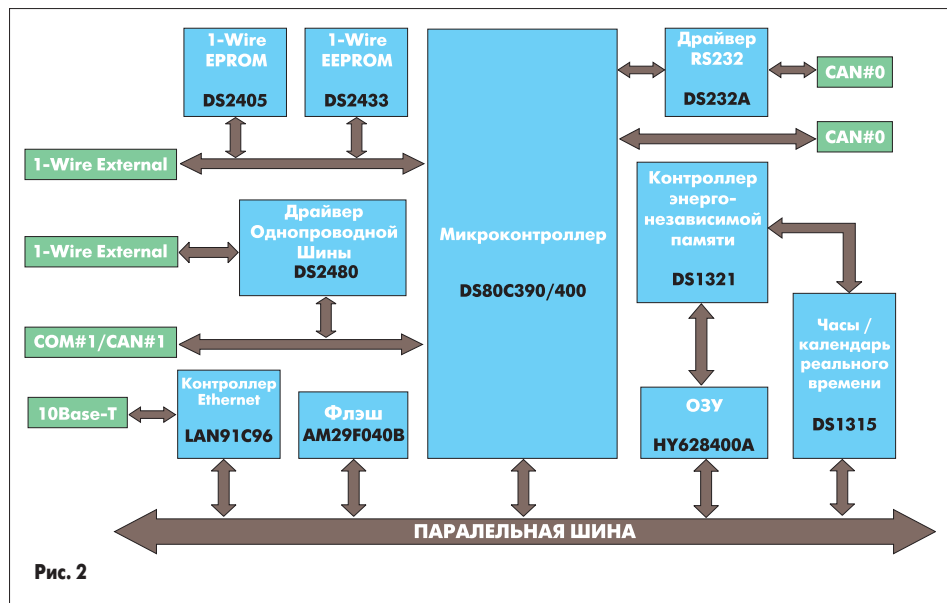 1-Wire
EPROM
DS2405
1-Wire
EEPROM
DS2433
1-Wire External
Драйвер
Однопроводной
Шины
DS2480
1-Wire External
COM#1/CAN#1
10Base-T
Контроллер
Ethernet
LAN91C96
Флэш
AM29F040B
Микроконтроллер
DS80C390/400
Драйвер
RS232
DS232A
CAN#0
CAN#0
Контроллер
энерго-
независимой
памяти
DS1321
ОЗУ
HY628400A
Часы /
календарь
реального
времени
DS1315
ПАРАЛЕЛЬНАЯ ШИНА
Рис. 2